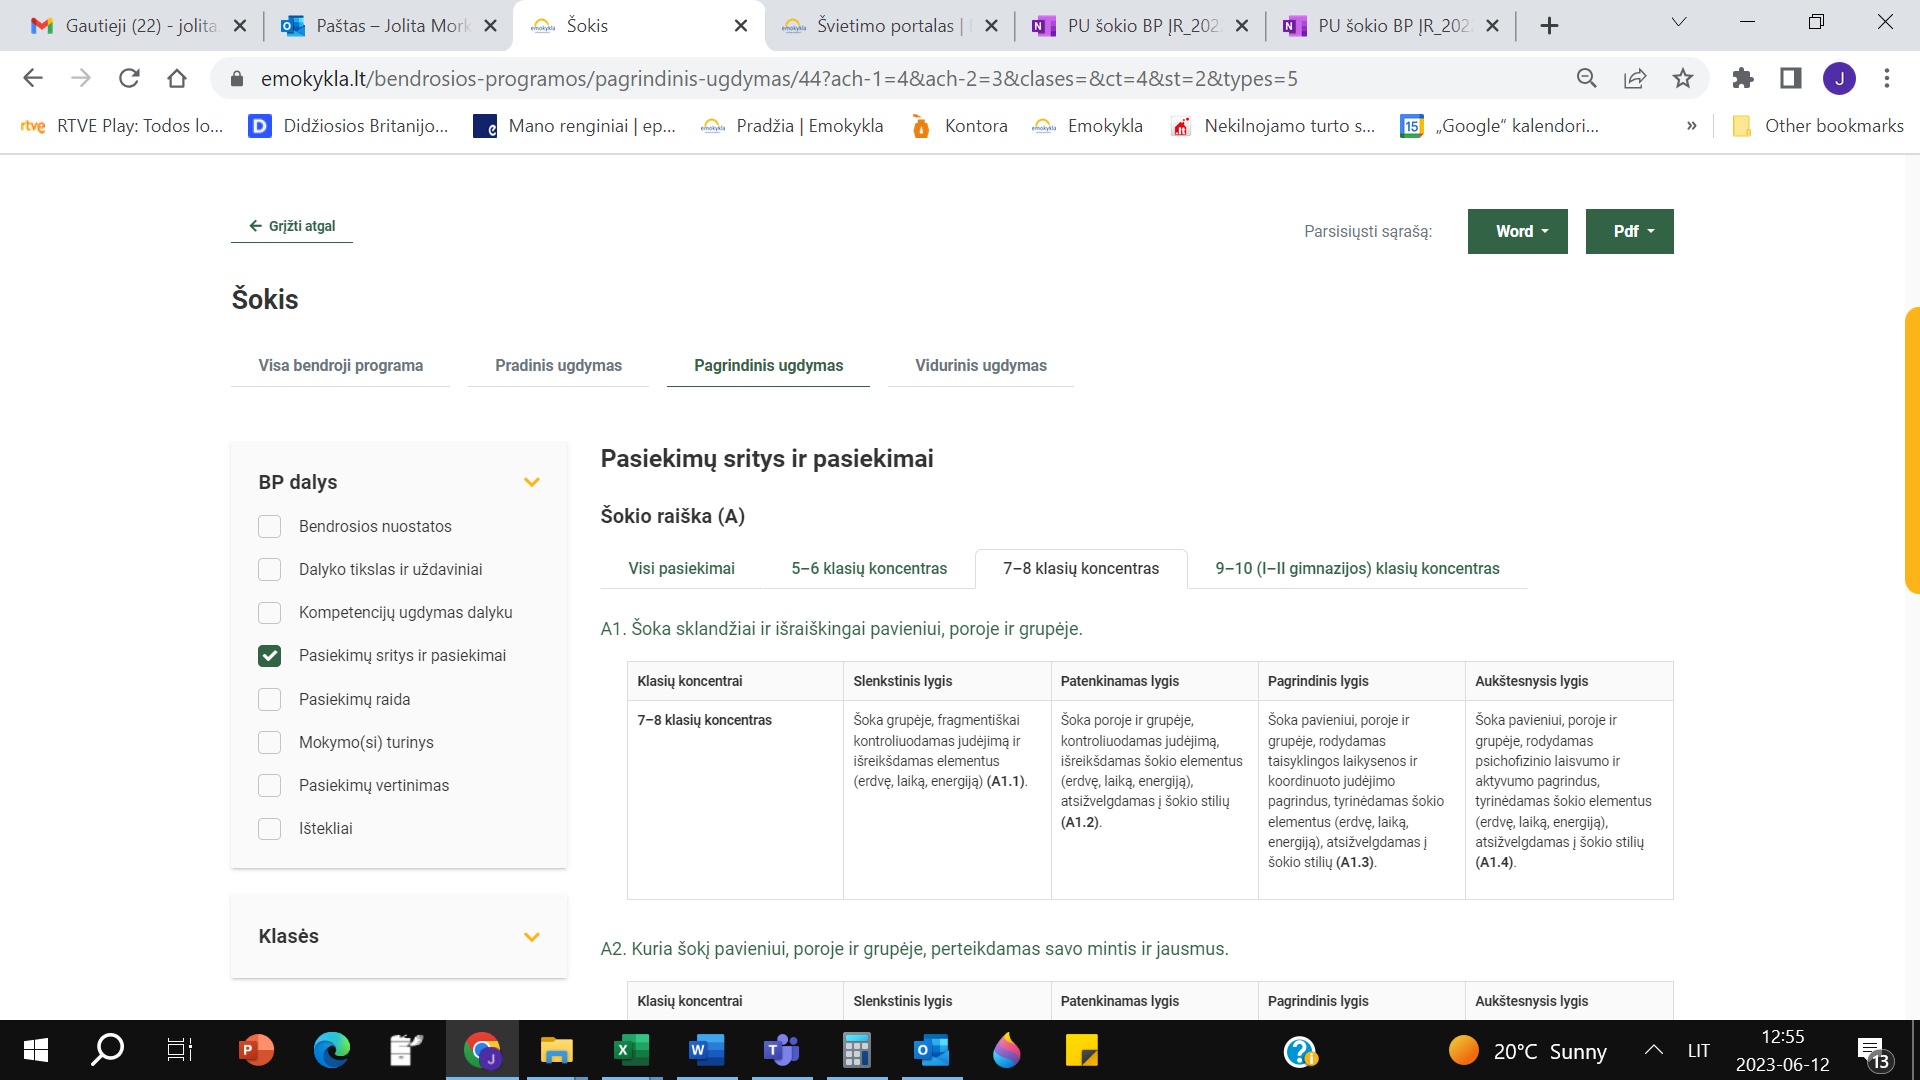 Gautieji (22) - jolita.
Paštas – Jolita Mork
Šokis
Švietimo portalas |
PU šokio BP ĮR_202
PU šokio BP ĮR_202
emokykla.lt/bendrosios-programos/pagrindinis-ugdymas/44?ach-1=4&ach-2=3&clases=&ct=4&st=2&types=5
J
rtve RTVE Play: Todos lo...
D Didžiosios Britanijo...
Mano renginiai | ep...
Pradžia | Emokykla
Kontora
Emokykla
Nekilnojamo turto s...
15 „Google“ kalendori...
»
Other bookmarks
Grįžti atgal
Parsisiųsti sąrašą:
Word
Pdf
Šokis
Visa bendroji programa
Pradinis ugdymas
Pagrindinis ugdymas
Vidurinis ugdymas
BP dalys
Bendrosios nuostatos
Dalyko tikslas ir uždaviniai
Kompetencijų ugdymas dalyku
Pasiekimų sritys ir pasiekimai
Pasiekimų raida
Mokymo(si) turinys
Pasiekimų vertinimas
Ištekliai
Klasės
Pasiekimų sritys ir pasiekimai
Šokio raiška (A)
Visi pasiekimai
5–6 klasių koncentras
7–8 klasių koncentras
9–10 (I–II gimnazijos) klasių koncentras
A1. Šoka sklandžiai ir išraiškingai pavieniui, poroje ir grupėje.
Klasių koncentrai
Slenkstinis lygis
Patenkinamas lygis
Pagrindinis lygis
Aukštesnysis lygis
7–8 klasių koncentras
Šoka grupėje, fragmentiškai
kontroliuodamas judėjimą ir
išreikšdamas elementus
(erdvę, laiką, energiją) (A1.1).
Šoka poroje ir grupėje,
kontroliuodamas judėjimą,
išreikšdamas šokio elementus
(erdvę, laiką, energiją),
atsižvelgdamas į šokio stilių
(A1.2).
Šoka pavieniui, poroje ir
grupėje, rodydamas
taisyklingos laikysenos ir
koordinuoto judėjimo
pagrindus, tyrinėdamas šokio
elementus (erdvę, laiką,
energiją), atsižvelgdamas į
šokio stilių (A1.3).
Šoka pavieniui, poroje ir
grupėje, rodydamas
psichofizinio laisvumo ir
aktyvumo pagrindus,
tyrinėdamas šokio elementus
(erdvę, laiką, energiją),
atsižvelgdamas į šokio stilių
(A1.4).
A2. Kuria šokį pavieniui, poroje ir grupėje, perteikdamas savo mintis ir jausmus.
Klasių koncentrai
Slenkstinis lygis
Patenkinamas lygis
Pagrindinis lygis
Aukštesnysis lygis
20°C Sunny
LIT
12:55
2023-06-12
13